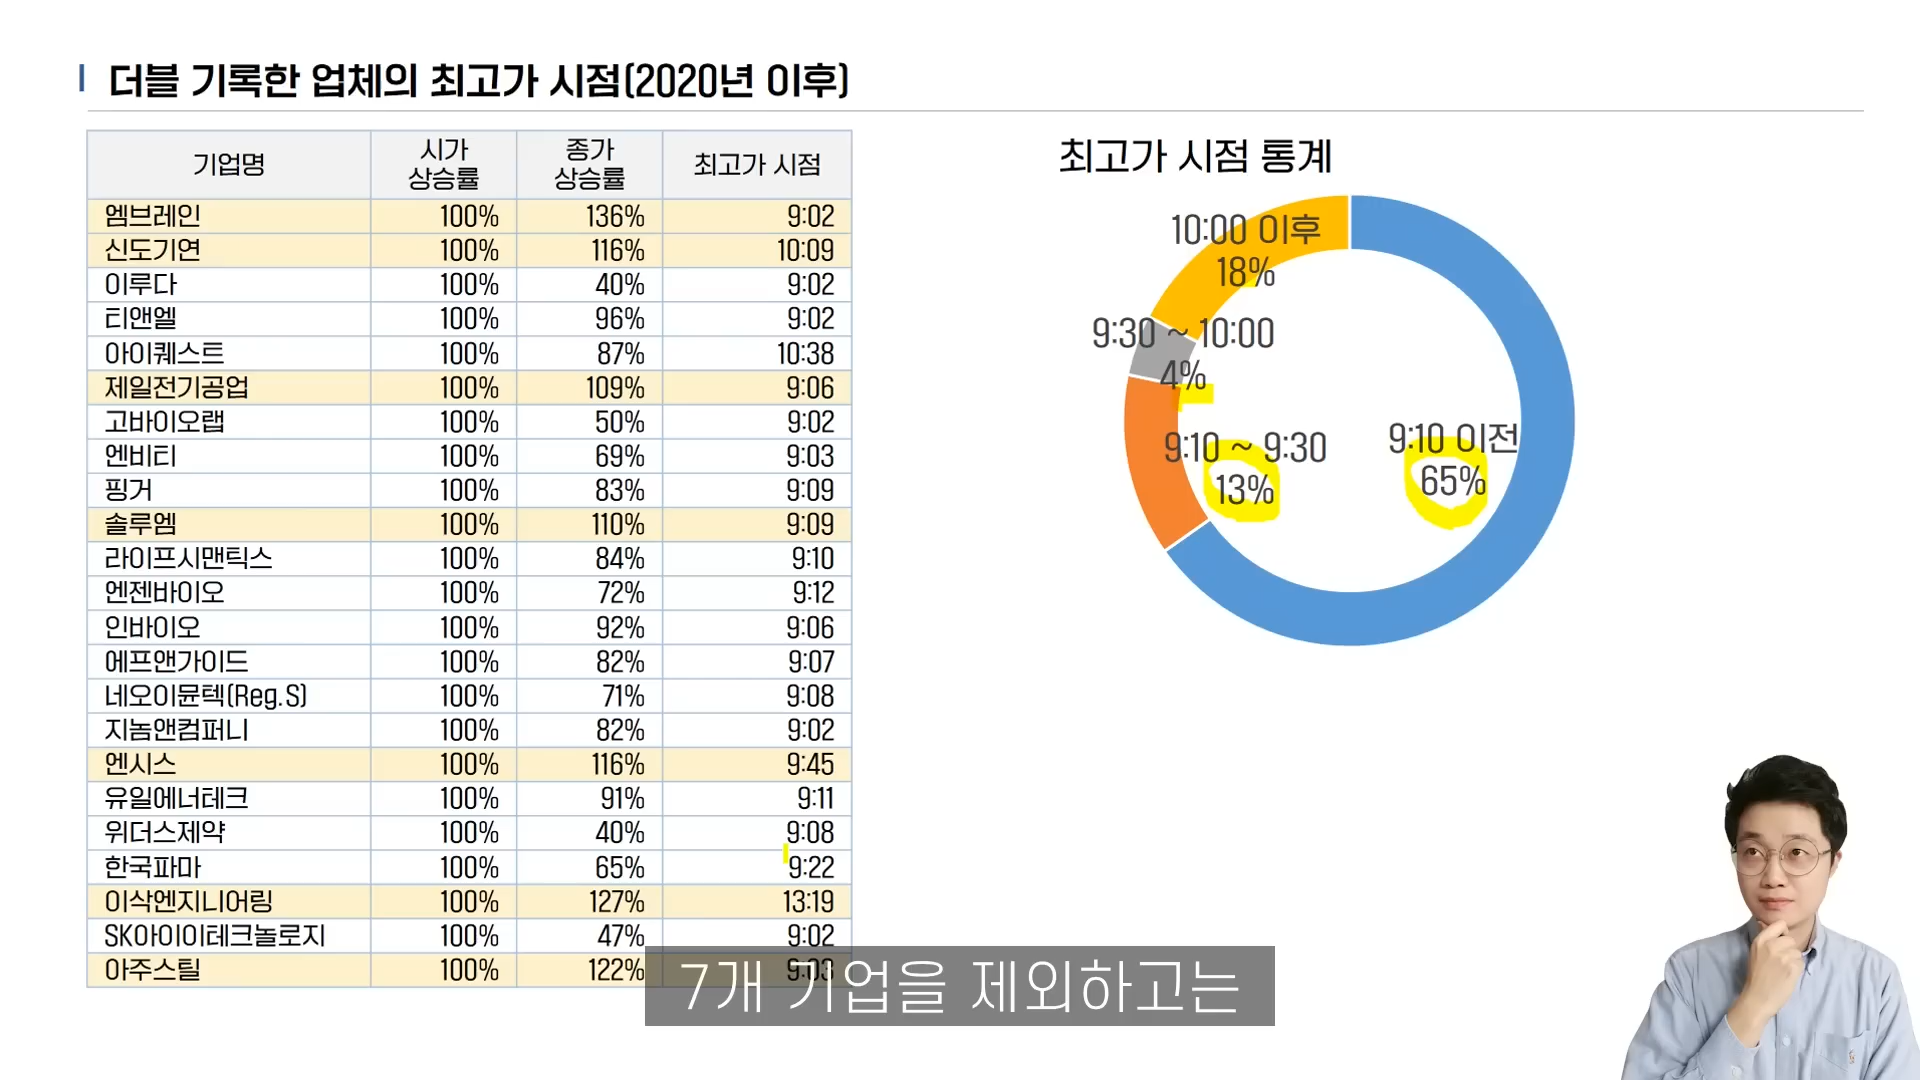 더블 기록한 업체의 최고가 시점(2020년 이후)
기업명 시가 상승률 종가 상승률 최고가 시점
엠브레인 100% 136% 9:02
신도기연 100% 116% 10:09
이루다 100% 40% 9:02
티앤엘 100% 96% 9:02
아이퀘스트 100% 87% 10:38
제일전기공업 100% 109% 9:06
고바이오랩 100% 50% 9:02
엔비티 100% 69% 9:03
핑거 100% 83% 9:09
솔루엠 100% 110% 9:09
라이프시맨틱스 100% 84% 9:10
엔젠바이오 100% 72% 9:12
인바이오 100% 92% 9:06
에프앤가이드 100% 82% 9:07
네오이뮨텍(Reg.S) 100% 71% 9:08
지놈앤컴퍼니 100% 82% 9:02
엔시스 100% 116% 9:45
유일에너테크 100% 91% 9:11
위더스제약 100% 40% 9:08
한국파마 100% 65% 9:22
이삭엔지니어링 100% 127% 13:19
SK아이이테크놀로지 100% 47% 9:02
아주스틸 100% 122% 9:03
최고가 시점 통계
10:00 이후
18%
9:30 ~ 10:00
4%
9:10 ~ 9:30
13%
9:10 이전
65%
7개 기업을 제외하고는